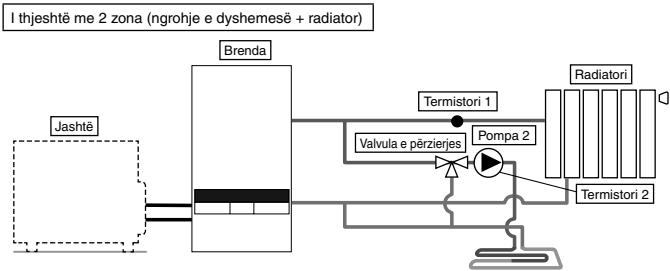 I thjeshtë me 2 zona (ngrohje e dyshemesë + radiator)
Brenda
Radiatori
Termistori 1
Jashtë
Pompa 2
Valvula e përzierjes
Termistori 2